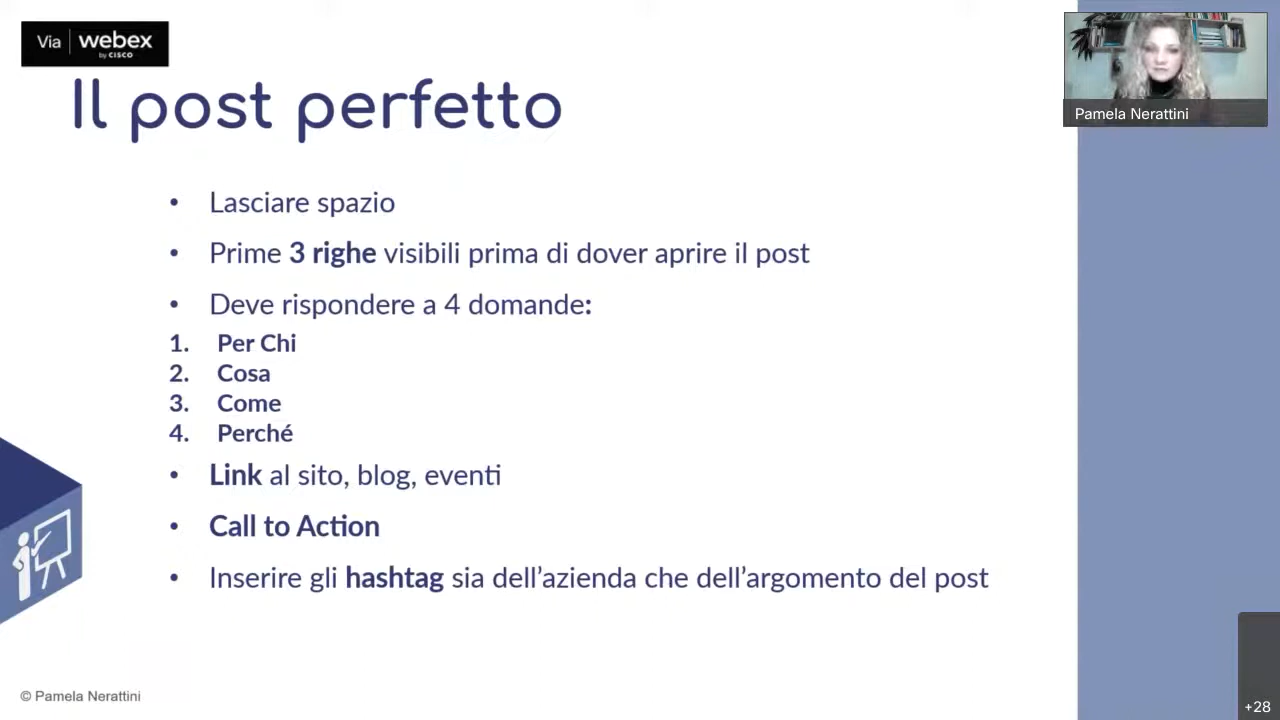 Via webex
by CISCO
Il post perfetto
Pamela Nerattini
• Lasciare spazio
• Prime 3 righe visibili prima di dover aprire il post
• Deve rispondere a 4 domande:
1. Per Chi
2. Cosa
3. Come
4. Perché
• Link al sito, blog, eventi
• Call to Action
• Inserire gli hashtag sia dell’azienda che dell’argomento del post
© Pamela Nerattini
+28